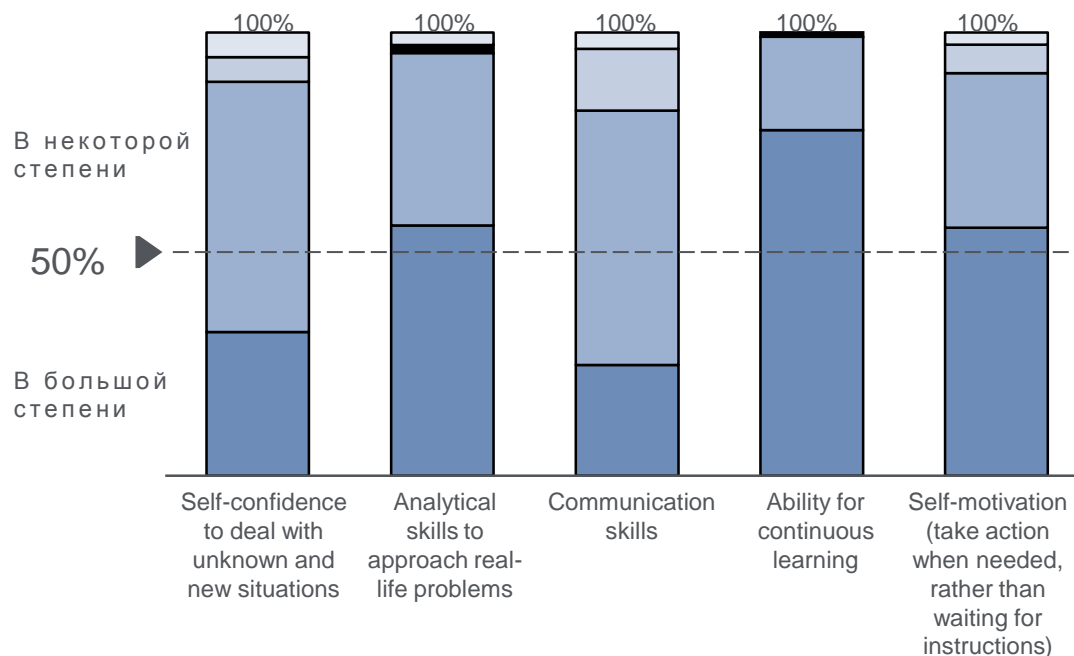 100%
100%
100%
100%
100%
В некоторой
степени
50%
В большой
степени
Self-confidence
to deal with
unknown and
new situations
Analytical
skills to
approach real-
life problems
Communication
skills
Ability for
continuous
learning
Self-motivation
(take action
when needed,
rather than
waiting for
instructions)